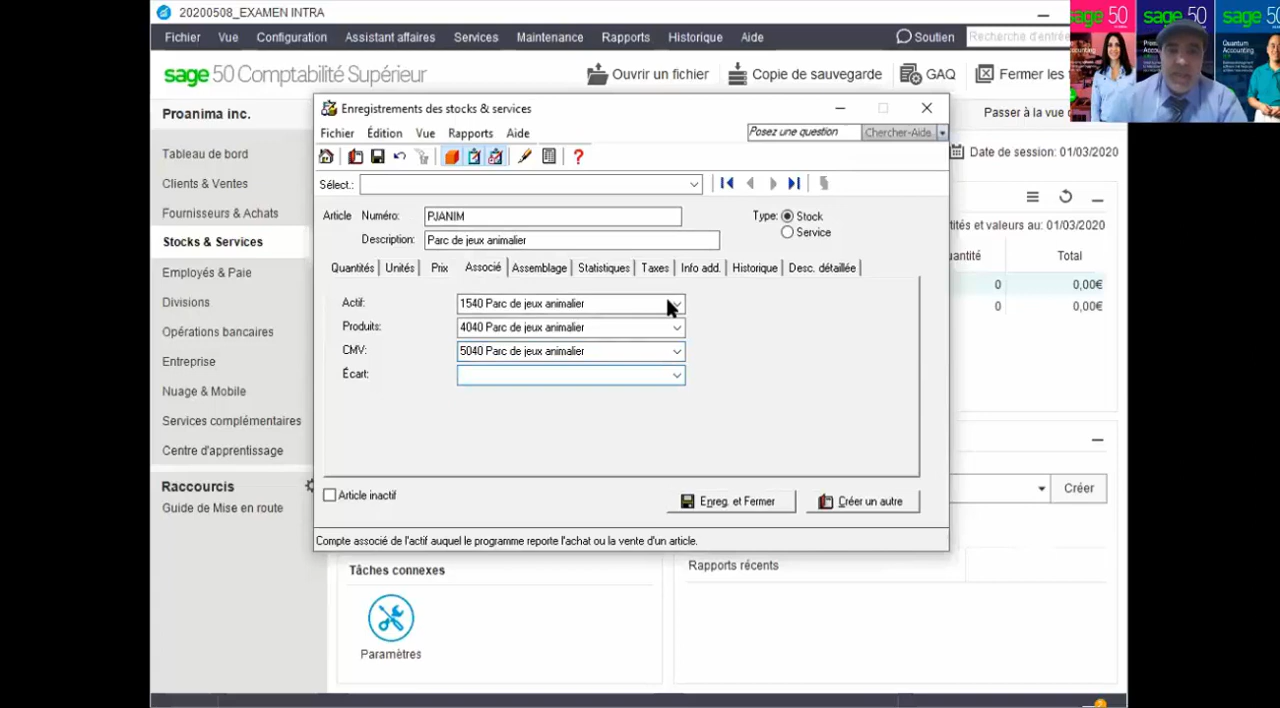 20200508_EXAMEN INTRA
Fichier Vue Configuration Assistant affaires Services Maintenance Rapports Historique Aide
Soutien Recherche d'entrée
sage 50 Comptabilité Supérieur
Ouvrir un fichier Copie de sauvegarde GAQ Fermer les
Proanima inc.
Passer à la vue
Date de session: 01/03/2020
Tableau de bord
Clients & Ventes
Fournisseurs & Achats
Stocks & Services
Employés & Paie
Divisions
Opérations bancaires
Entreprise
Nuage & Mobile
Services complémentaires
Centre d'apprentissage
Raccourcis
Guide de Mise en route
Enregistrements des stocks & services
Fichier Édition Vue Rapports Aide
Posez une question Chercher-Aide
Sélect.:
Article Numéro: PJANIM
Description: Parc de jeux animalier
Type: Stock
Service
Quantités Unités Prix Associé Assemblage Statistiques Taxes Info add. Historique Desc. détaillée
Actif: 1540 Parc de jeux animalier
Produits: 4040 Parc de jeux animalier
CMV: 5040 Parc de jeux animalier
Écart:
Article inactif
Enreg. et Fermer Créer un autre
Compte associé de l'actif auquel le programme reporte l'achat ou la vente d'un article.
tités et valeurs au: 01/03/2020
uantité Total
0 0,00€
0 0,00€
Créer
Tâches connexes
Paramètres
Rapports récents
sage 50
sage 50
sage 50
Quantum
Accounting